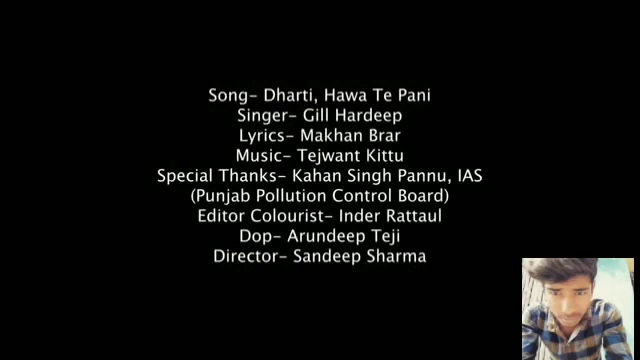 Song- Dharti, Hawa Te Pani
Singer- Gill Hardeep
Lyrics- Makhan Brar
Music- Tejwant Kittu
Special Thanks- Kahan Singh Pannu, IAS
(Punjab Pollution Control Board)
Editor Colourist- Inder Rattaul
Dop- Arundeep Teji
Director- Sandeep Sharma